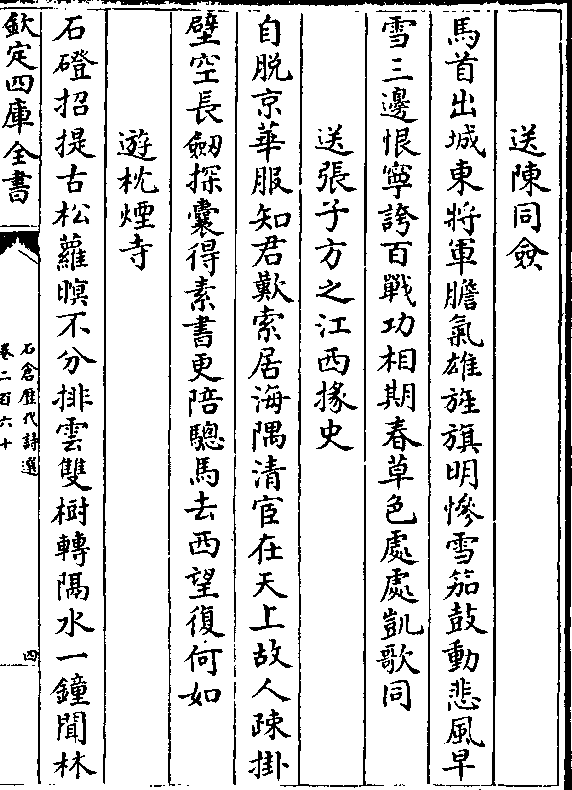 送陳同僉
馬首出城東將軍膽氣雄旌旗明慘雪笳鼓動悲風早
雪三邊恨寧誇百戰功相期春草色處處凱歌同
送張子方之江西掾史
自脱京華服知君歎索居海隅清宦在天上故人疎掛
壁空長劒探囊得素書更陪驄馬去西望復何如
遊枕煙寺
石磴招提古松蘿暝不分排雲雙樹轉隔水一鐘聞林
欽定四庫全書
石倉歴代詩選
卷二百六十
四